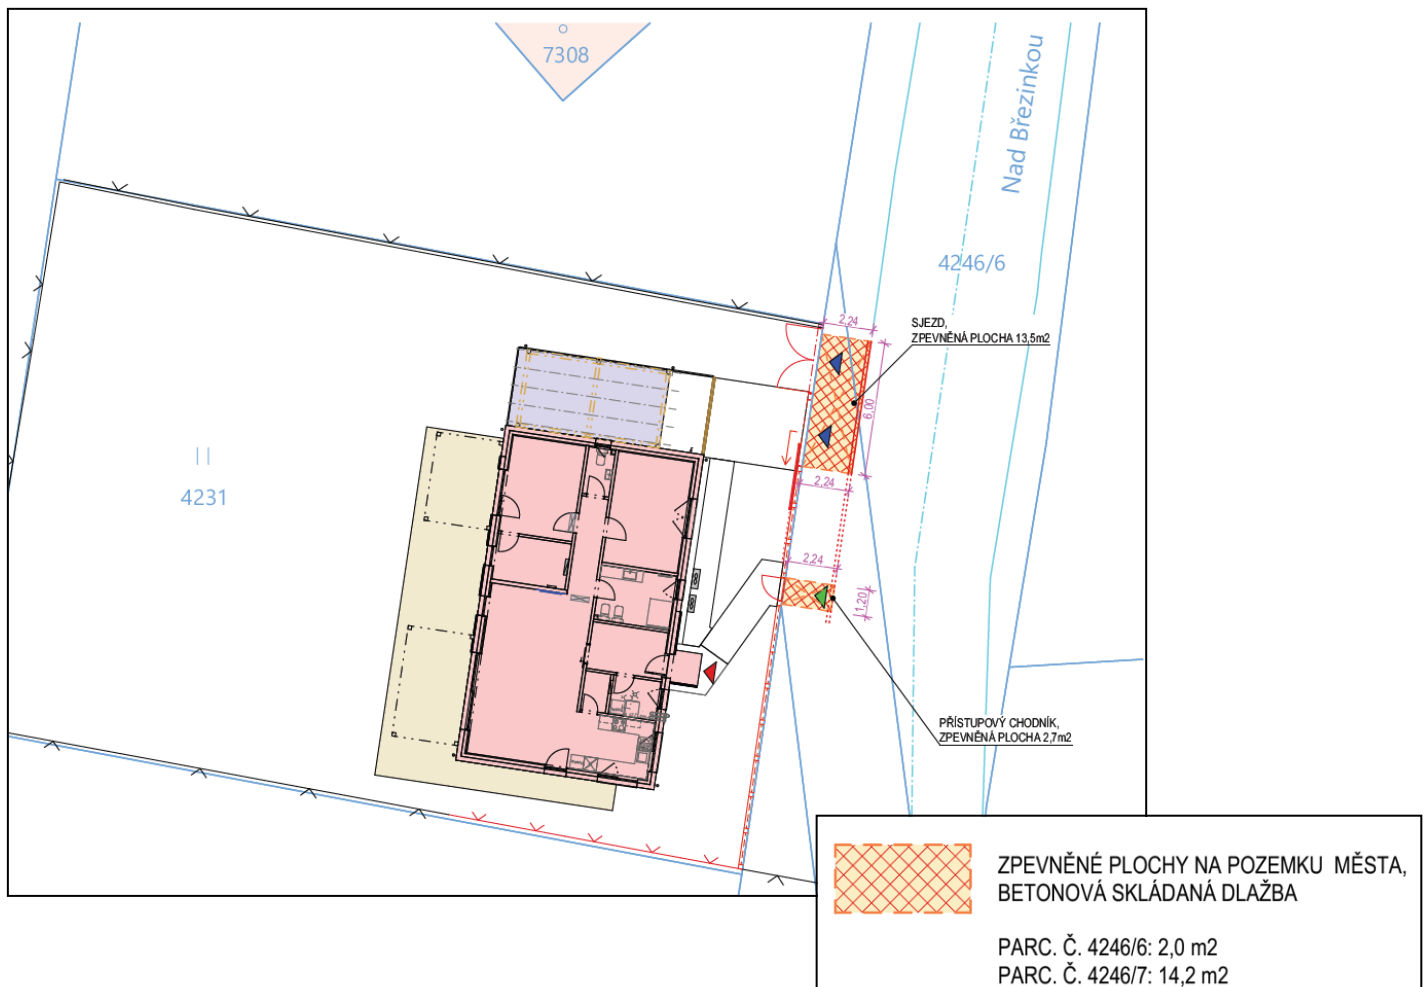 7308
Nad Březinkou
4246/6
2,24
SJEZD,
ZPEVNĚNÁ PLOCHA 13,5m2
6,00
4231
2,24
2,24
1,20
PŘÍSTUPOVÝ CHODNÍK,
ZPEVNĚNÁ PLOCHA 2,7m2
ZPEVNĚNÉ PLOCHY NA POZEMKU MĚSTA,
BETONOVÁ SKLÁDANÁ DLAŽBA
PARC. Č. 4246/6: 2,0 m2
PARC. Č. 4246/7: 14,2 m2